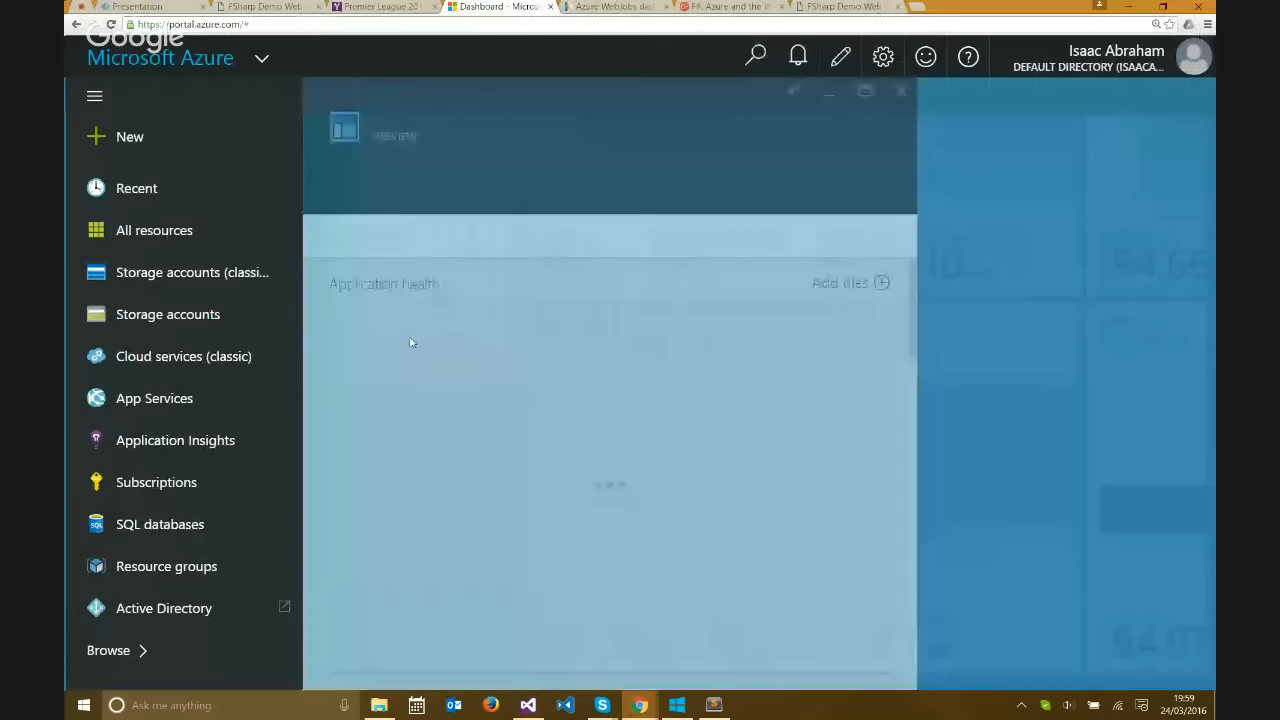 Presentation
FSharp Demo Web
Premier League 201
Dashboard - Micros
Azure WebJobs dash
F#, Azure and the W
FSharp Demo Web
https://portal.azure.com/#
Google
Microsoft Azure
Isaac Abraham
DEFAULT DIRECTORY (ISAACA...
New
Recent
All resources
Storage accounts (classi...
Storage accounts
Cloud services (classic)
App Services
Application Insights
Subscriptions
SQL databases
Resource groups
Active Directory
Browse
Preview
Application health
Add tiles
Ask me anything
19:59
24/03/2016